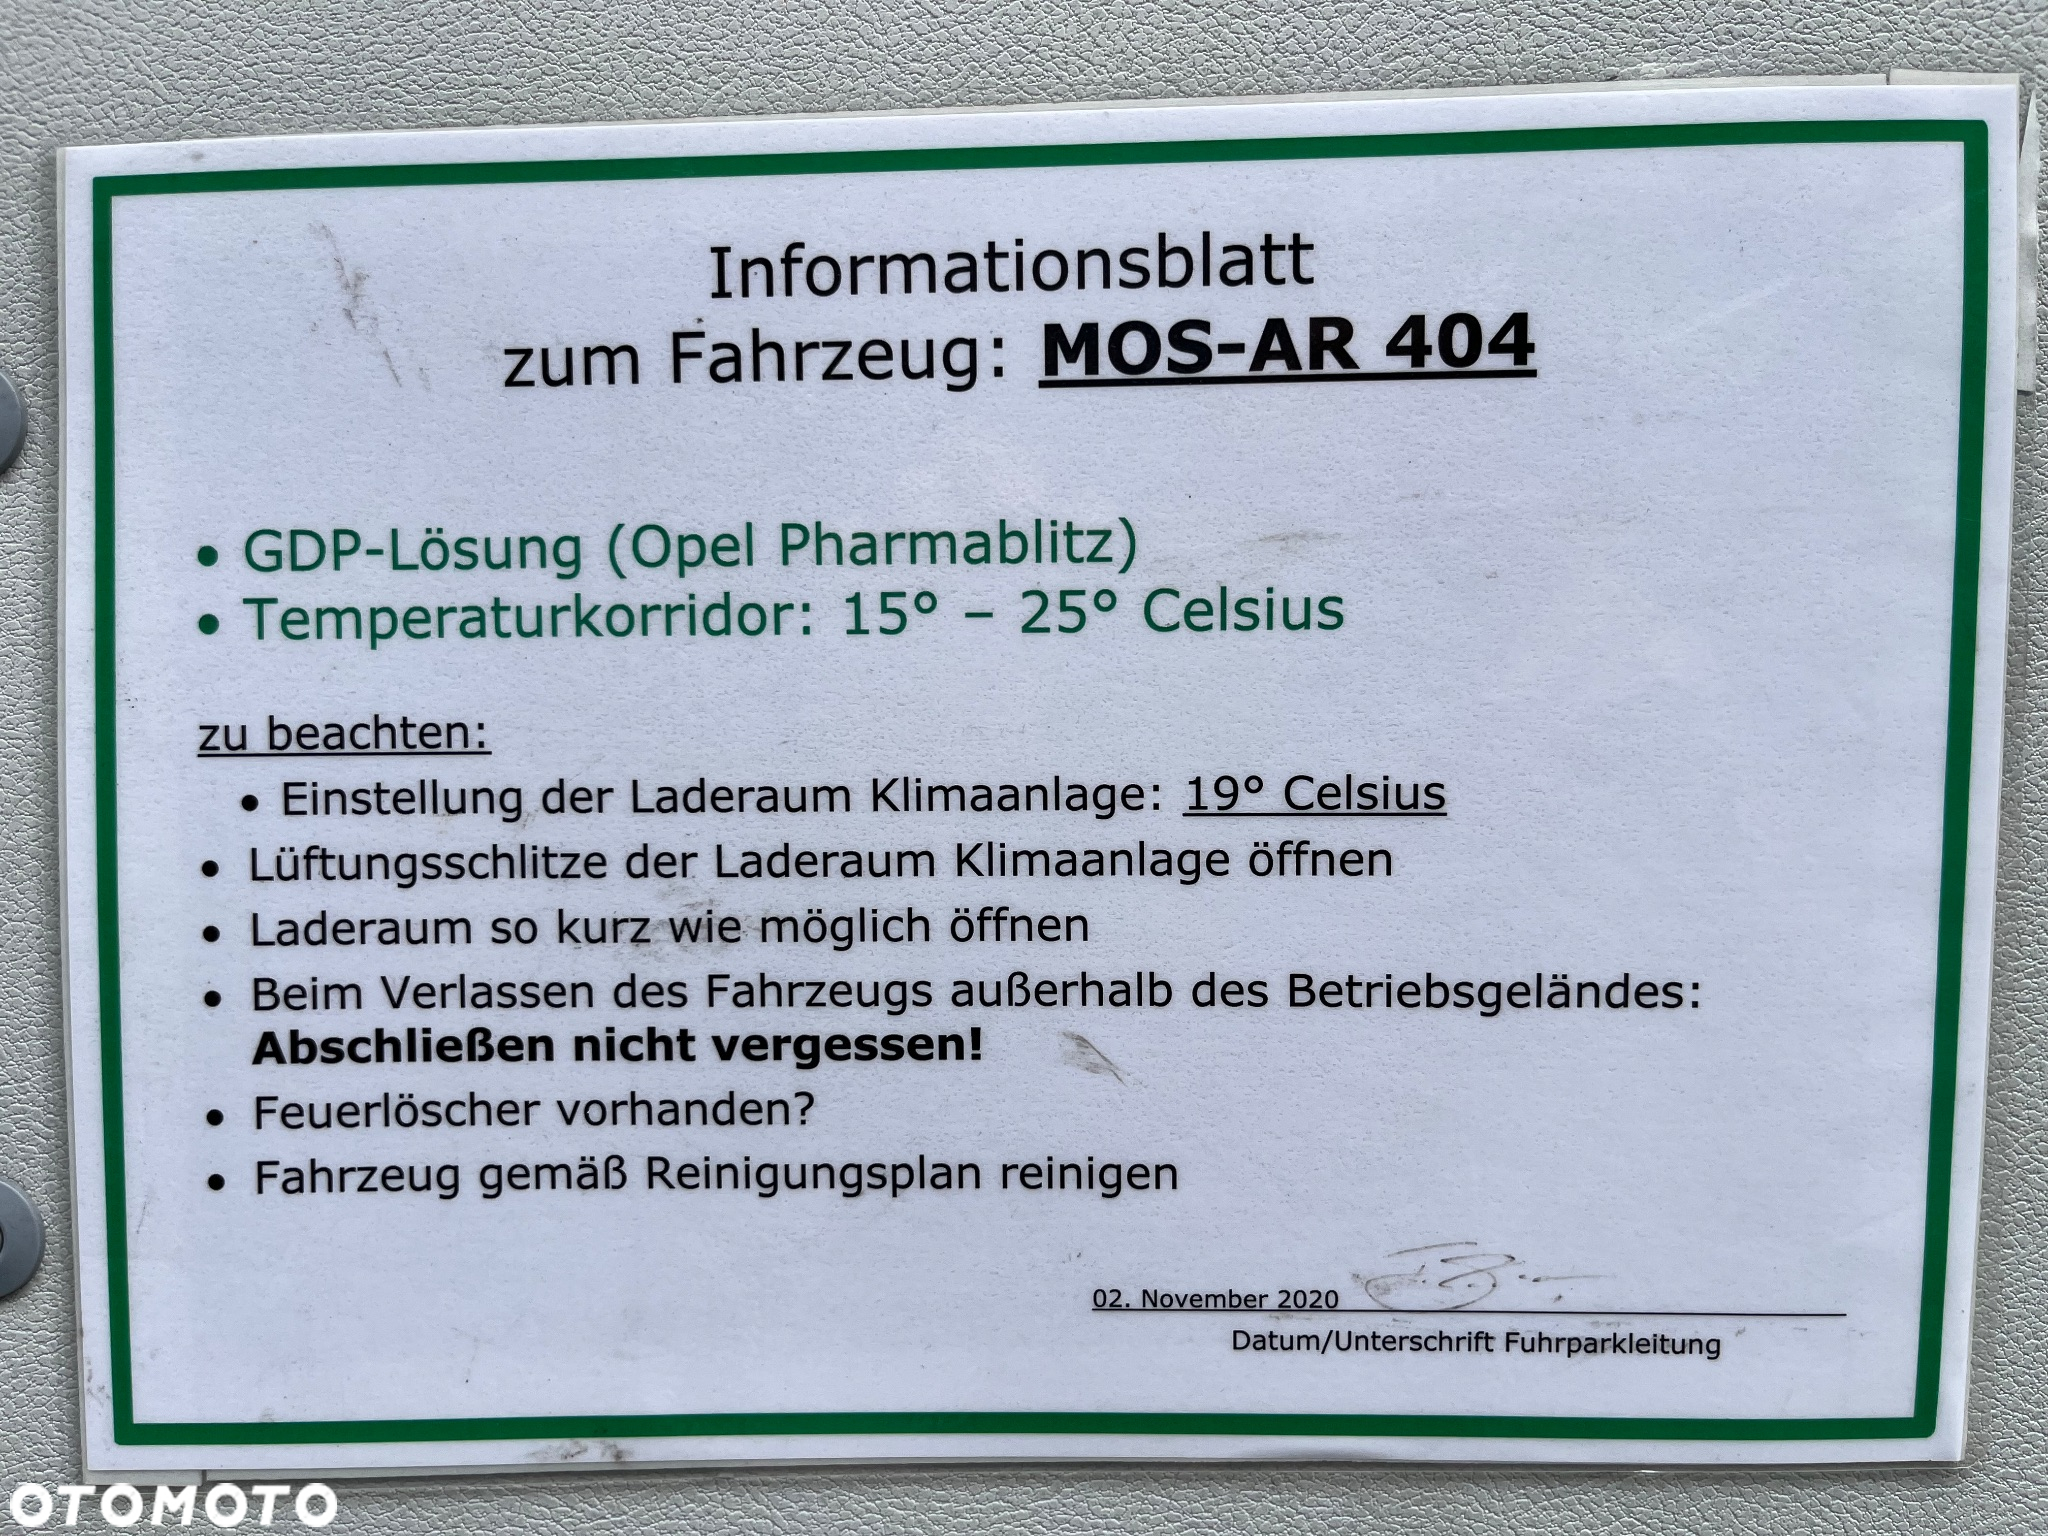 Informationsblatt
zum Fahrzeug: MOS-AR 404
• GDP-Lösung (Opel Pharmablitz)
• Temperaturkorridor: 15° – 25° Celsius
zu beachten:
• Einstellung der Laderaum Klimaanlage: 19° Celsius
• Lüftungsschlitze der Laderaum Klimaanlage öffnen
• Laderaum so kurz wie möglich öffnen
• Beim Verlassen des Fahrzeugs außerhalb des Betriebsgeländes:
Abschließen nicht vergessen!
• Feuerlöscher vorhanden?
• Fahrzeug gemäß Reinigungsplan reinigen
02. November 2020
Datum/Unterschrift Fuhrparkleitung
OTOMOTO